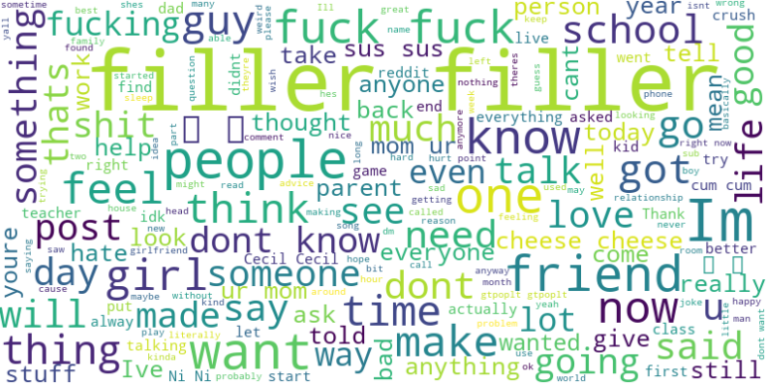 sometime
yall
shes
dad
best
many
weird
please
I'll
great
wrong
isnt
person
year
crush
fucking
guy
fuck fuck
live
school
something
family
able
name
keep
sus sus
take
cant
went
tell
good
filler filler
thats
work
found
started
find
sleep
question
theyre
didnt
wish
hes
reddit
anyone
left
nothing
theres
guess
phone
mean
basically
shit
thought
back
end
week
everything
asked
looking
go
life
help
part
idea
comment
nice
much
anymore
know
today
right now
two
right
people
long
mom ur
hard
hurt
point
kid
sub
try
boy
trying
feel
might
read
advice
game
even
talk
well
got
cum cum
teacher
house
idk
head
making
parent
sad
getting
one
used
may
relationship
Thank
never
post
new
think
see
song
called
reason
feeling
love
Im
look
dont know
dm
need
cheese cheese
room
better
youre
saying
hate
saw
girlfriend
Cecil Cecil
hope
everyone
come
day
cause
girl
someone
bit
hour
call
dont
anyway
month
friend
really
maybe
without
kind
ur mom
around
gtpoplt gtpoplt
will
put
alway
made
say
time
actually
yeah
lot
now
u
joke
happy
man
little
dont want
play
literally
let
ask
problem
class
thing
talking
kinda
want
told
make
wanted
give
said
way
bad
use
ok
anything
going
first
still
stuff
Ive
Ni Ni
probably
start
world